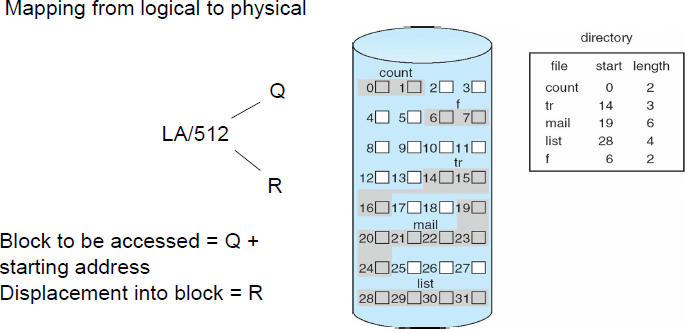 Mapping from logical to physical
Q
LA/512
R
Block to be accessed = Q +
starting address
Displacement into block = R
count
0 1 2 3
f
4 5 6 7
8 9 10 11
tr
12 13 14 15
16 17 18 19
mail
20 21 22 23
24 25 26 27
list
28 29 30 31
directory
file start length
count 0 2
tr 14 3
mail 19 6
list 28 4
f 6 2